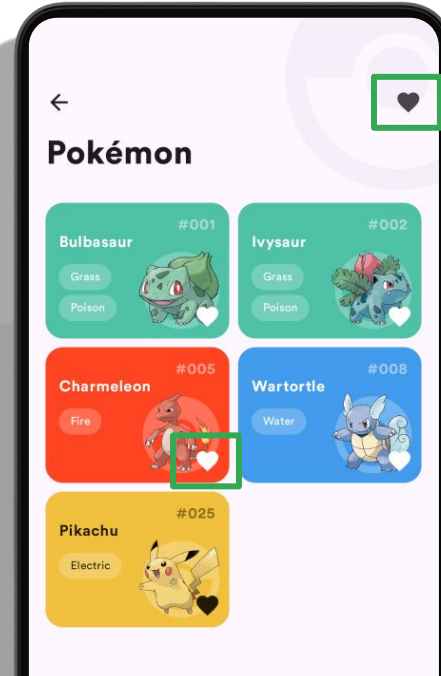 Pokémon
#001
Bulbasaur
Grass
Poison
#002
Ivysaur
Grass
Poison
#005
Charmeleon
Fire
#008
Wartortle
Water
#025
Pikachu
Electric